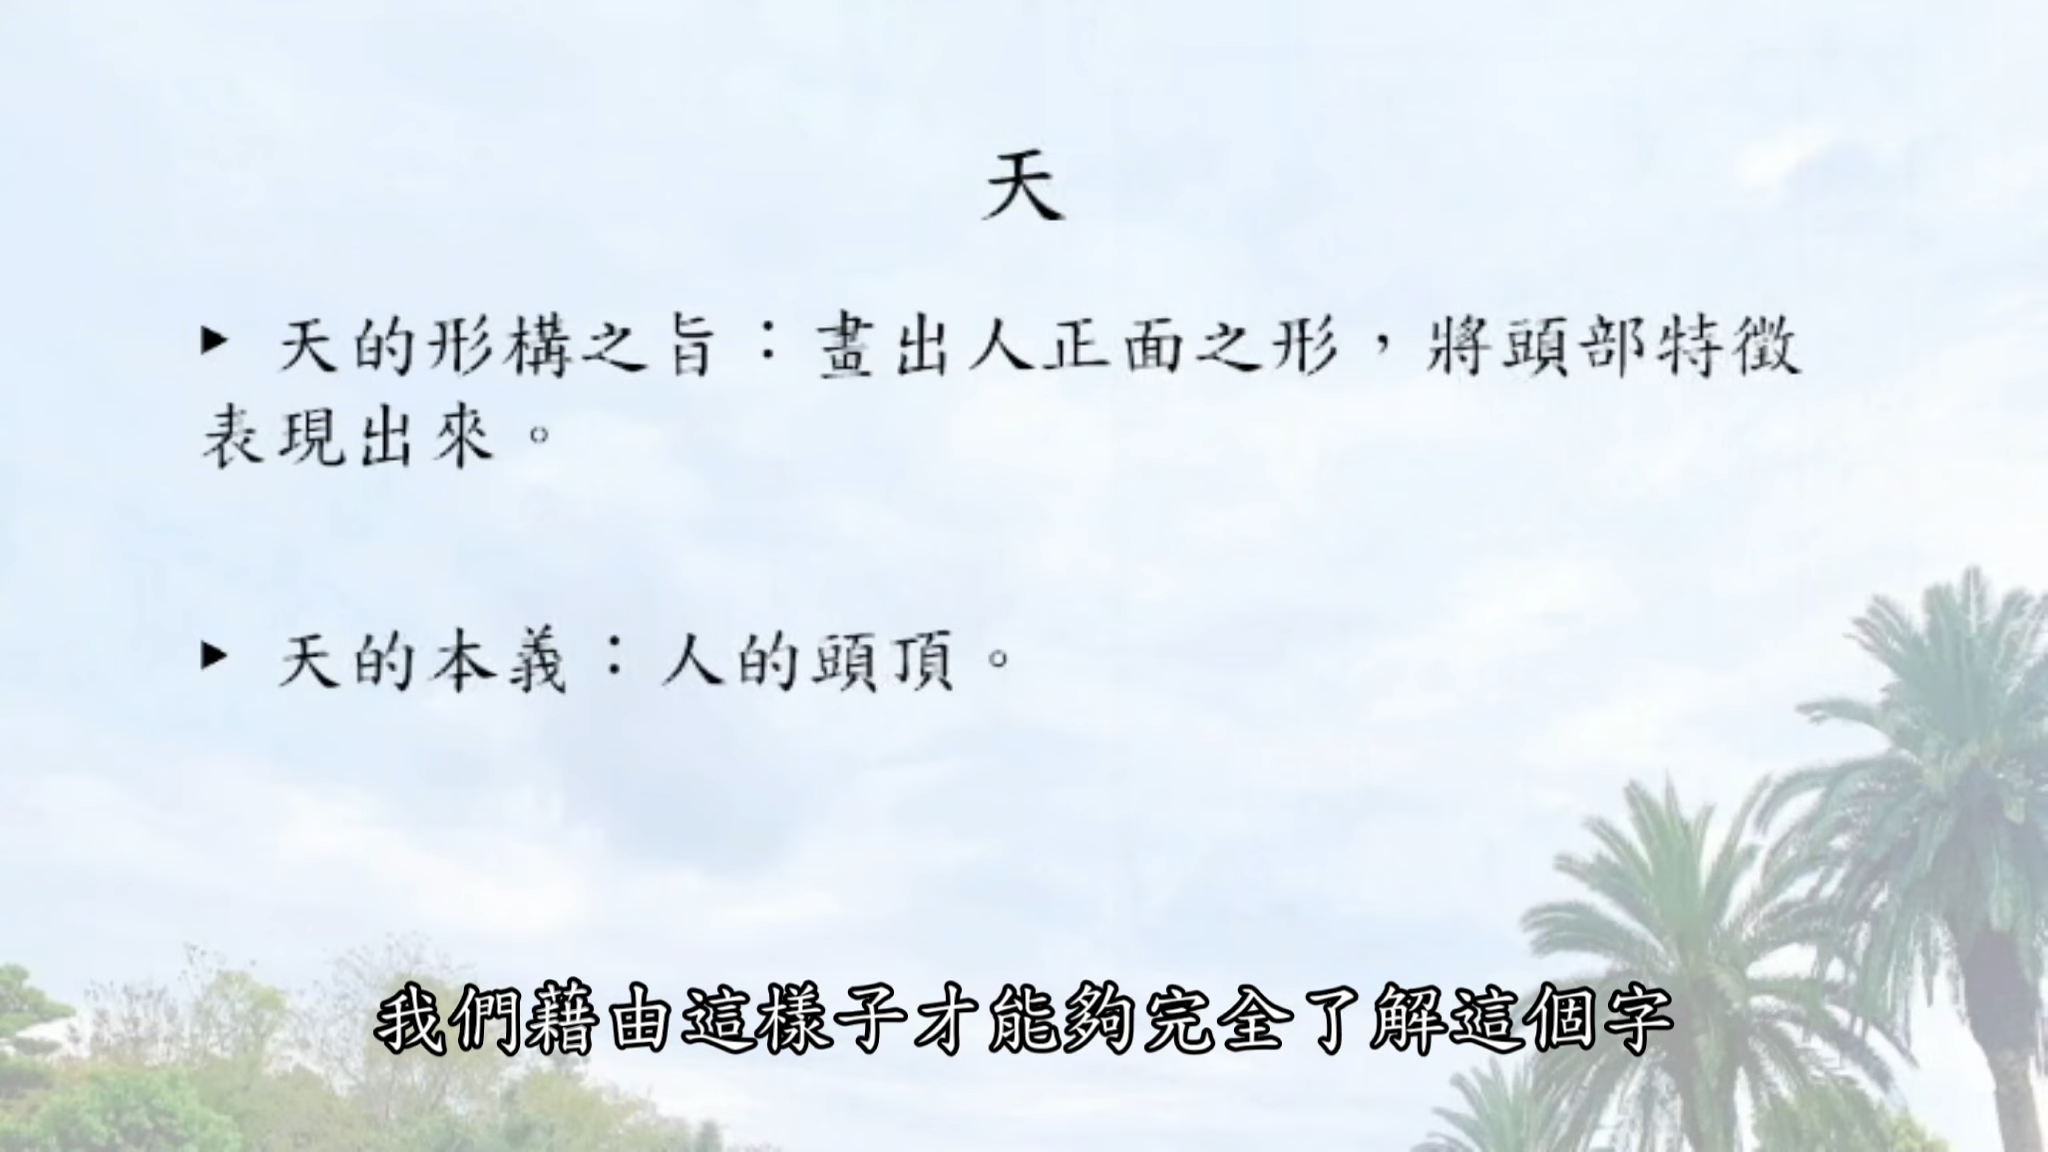 天
▶ 天的形構之旨：畫出人正面之形，將頭部特徵
表現出來。
▶ 天的本義：人的頭頂。
我們藉由這樣子才能夠完全了解這個字